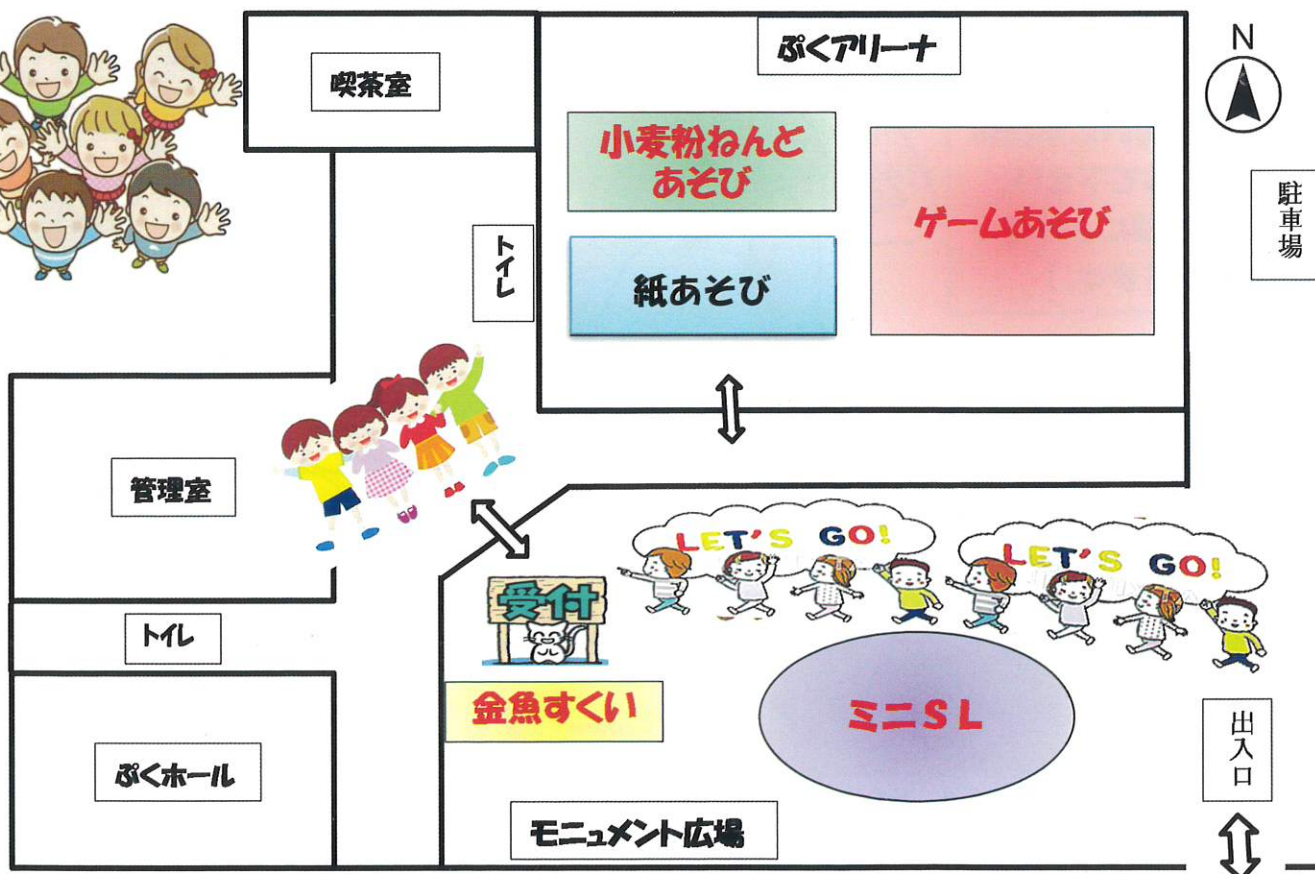 ぷくアリーナ
N
喫茶室
小麦粉ねんど
あそび
ゲームあそび
駐車場
トイレ
紙あそび
管理室
LET'S GO!
LET'S GO!
受付
トイレ
金魚すくい
ミニSL
出入口
ぷくホール
モニュメント広場